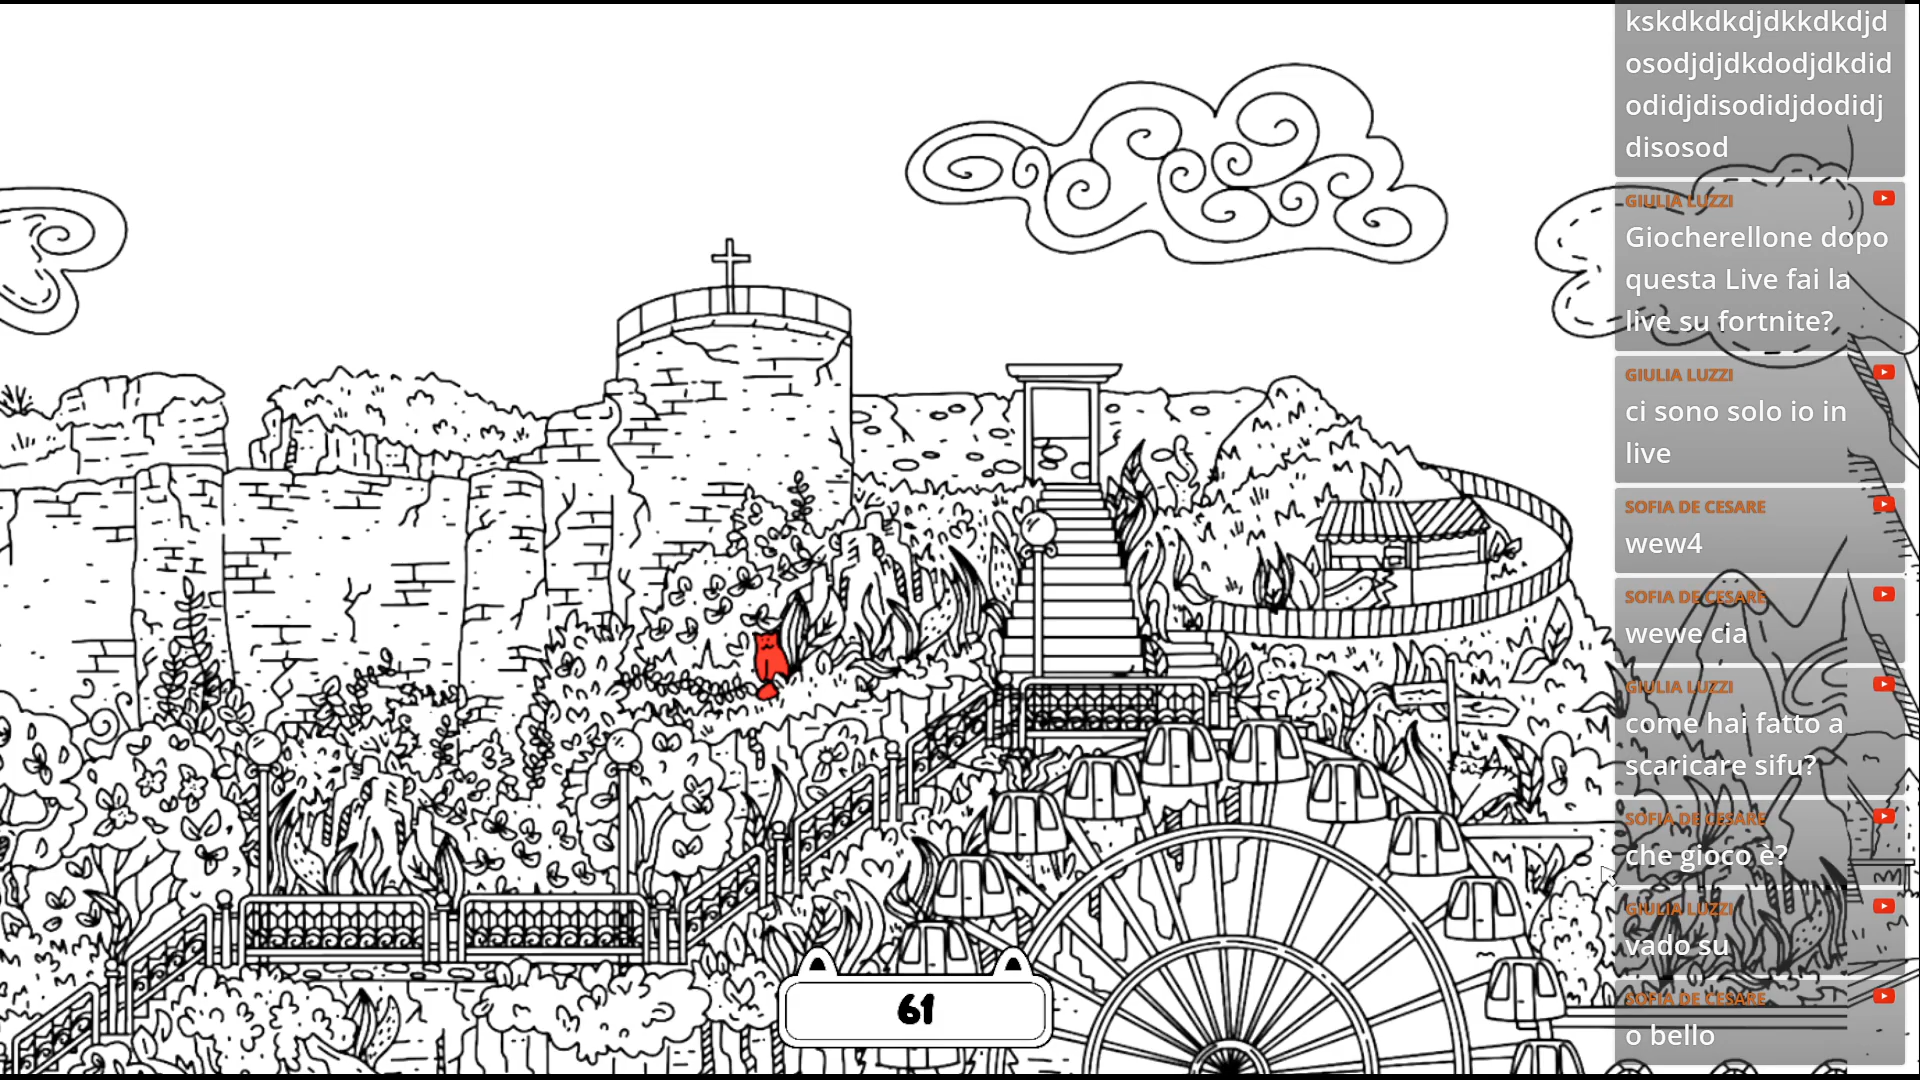 kskdkdkdjdkkdkdjd
osodjdjdkdodjdkdid
odidjdisodidjdodidj
disosod
GIULIA LUZZI
Giocherellone dopo
questa Live fai la
live su fortnite?
GIULIA LUZZI
ci sono solo io in
live
SOFIA DE CESARE
wew4
SOFIA DE CESARE
wewe cia
GIULIA LUZZI
come hai fatto a
scaricare sifu?
SOFIA DE CESARE
che gioco è?
GIULIA LUZZI
vado su
SOFIA DE CESARE
o bello
61